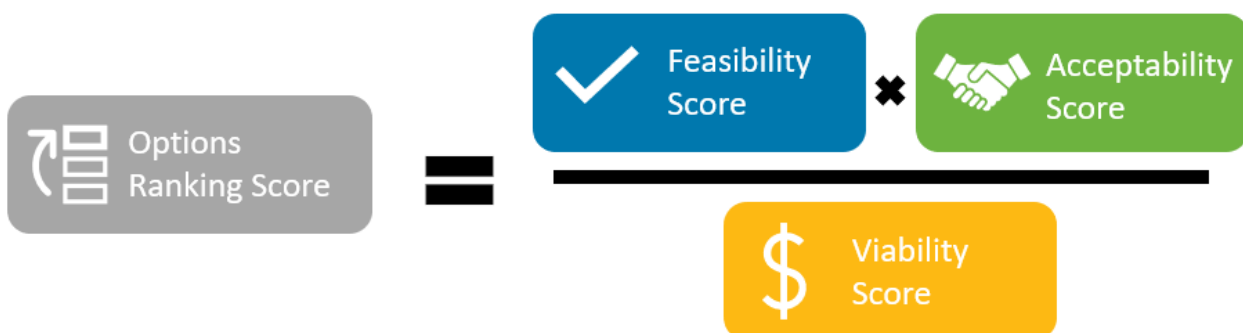 Options
Ranking Score
=
Feasibility
Score
✖
Acceptability
Score
$
Viability
Score